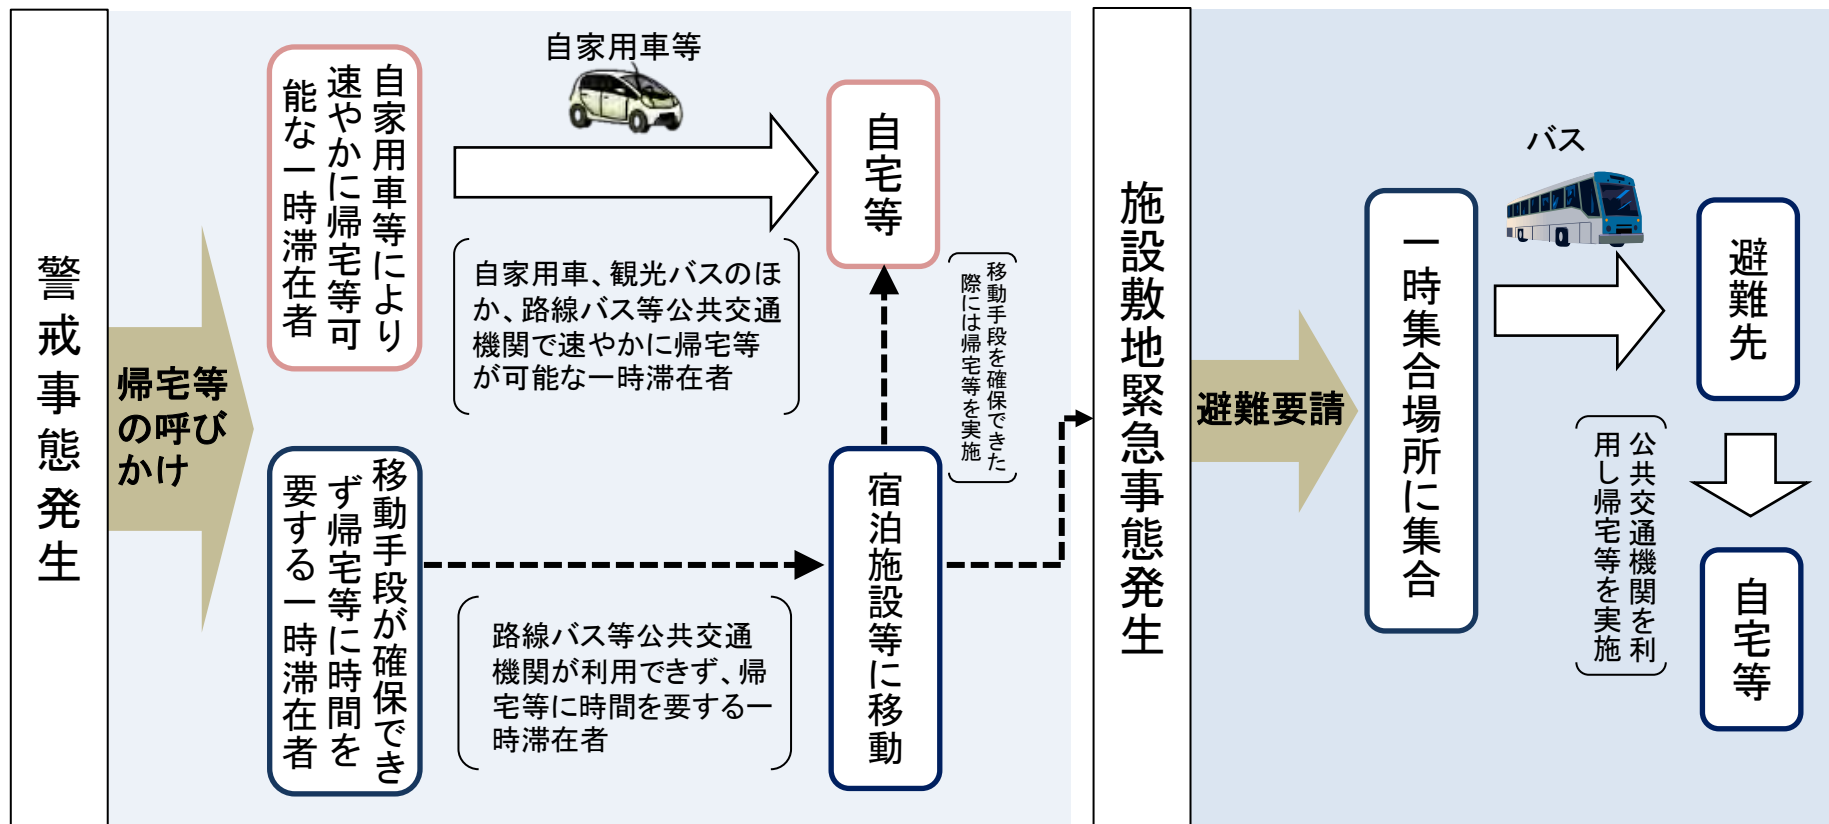 警戒事態発生
帰宅等
の呼び
かけ
自家用車等により
速やかに帰宅等可
能な一時滞在者
自家用車等
自宅等
自家用車、観光バスのほ
か、路線バス等公共交通
機関で速やかに帰宅等
が可能な一時滞在者
移動手段を確保できた
際には帰宅等を実施
移動手段が確保でき
ず帰宅等に時間を
要する一時滞在者
路線バス等公共交通
機関が利用できず、帰
宅等に時間を要する一
時滞在者
宿泊施設等に移動
施設敷地緊急事態発生
避難要請
一時集合場所に集合
バス
避難先
公共交通機関を利
用し帰宅等を実施
自宅等